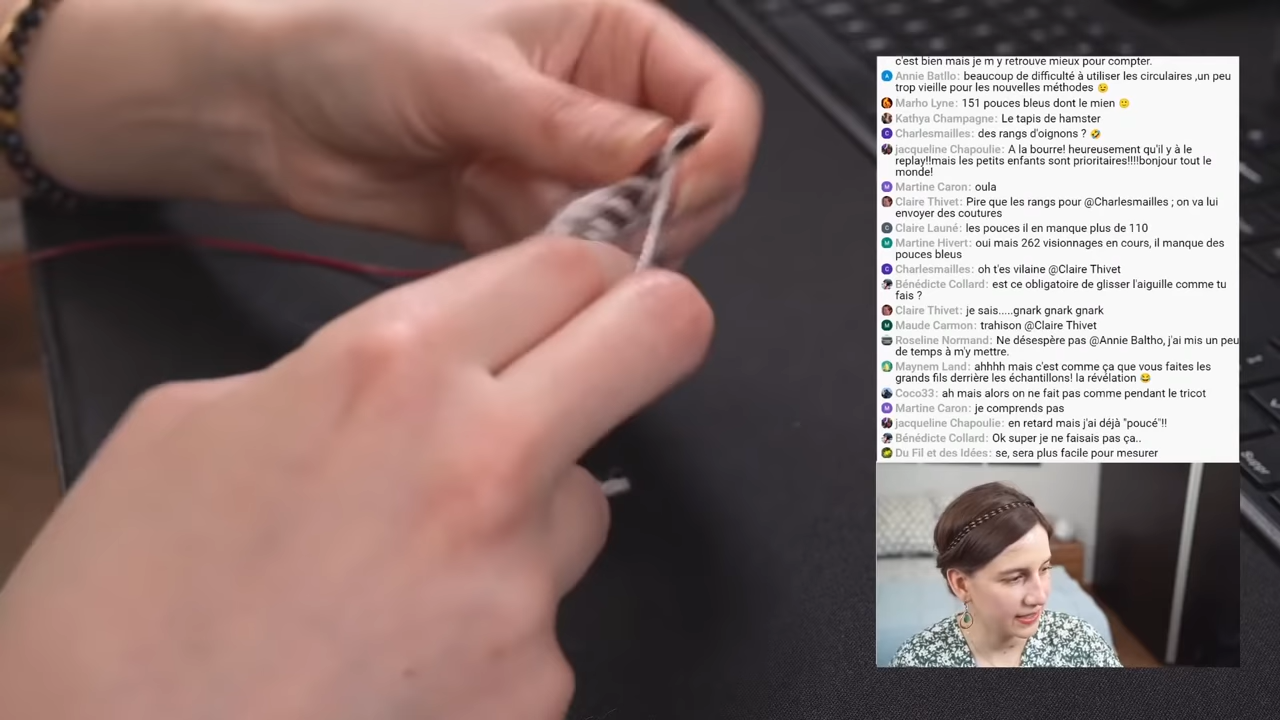 c'est bien mais je m y retrouve mieux pour compter.
Annie Batllo: beaucoup de difficulté à utiliser les circulaires ,un peu
trop vieille pour les nouvelles méthodes 😉
Marho Lyne: 151 pouces bleus dont le mien 🙂
Kathya Champagne: Le tapis de hamster
Charlesmailles: des rangs d'oignons ? 🤣
jacqueline Chapoulie: A la bourre! heureusement qu'il y à le
replay!!mais les petits enfants sont prioritaires!!!!bonjour tout le
monde!
Martine Caron: oula
Claire Thivet: Pire que les rangs pour @Charlesmailles ; on va lui
envoyer des coutures
Claire Launé: les pouces il en manque plus de 110
Martine Hivert: oui mais 262 visionnages en cours, il manque des
pouces bleus
Charlesmailles: oh t'es vilaine @Claire Thivet
Bénédicte Collard: est ce obligatoire de glisser l'aiguille comme tu
fais ?
Claire Thivet: je sais.....gnark gnark gnark
Maude Carmon: trahison @Claire Thivet
Roseline Normand: Ne désespère pas @Annie Baltho, j'ai mis un peu
de temps à m'y mettre.
Maynem Land: ahhhh mais c'est comme ça que vous faites les
grands fils derrière les échantillons! la révélation 😂
Coco33: ah mais alors on ne fait pas comme pendant le tricot
Martine Caron: je comprends pas
jacqueline Chapoulie: en retard mais j'ai déjà "poucé"!!
Bénédicte Collard: Ok super je ne faisais pas ça..
Du Fil et des Idées: se, sera plus facile pour mesurer